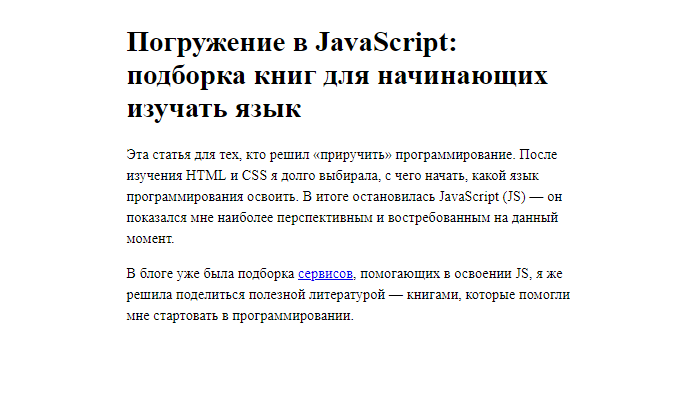 Погружение в JavaScript:
подборка книг для начинающих
изучать язык
Эта статья для тех, кто решил «приручить» программирование. После
изучения HTML и CSS я долго выбирала, с чего начать, какой язык
программирования освоить. В итоге остановилась JavaScript (JS) — он
показался мне наиболее перспективным и востребованным на данный
момент.
В блоге уже была подборка сервисов, помогающих в освоении JS, я же
решила поделиться полезной литературой — книгами, которые помогли
мне стартовать в программировании.